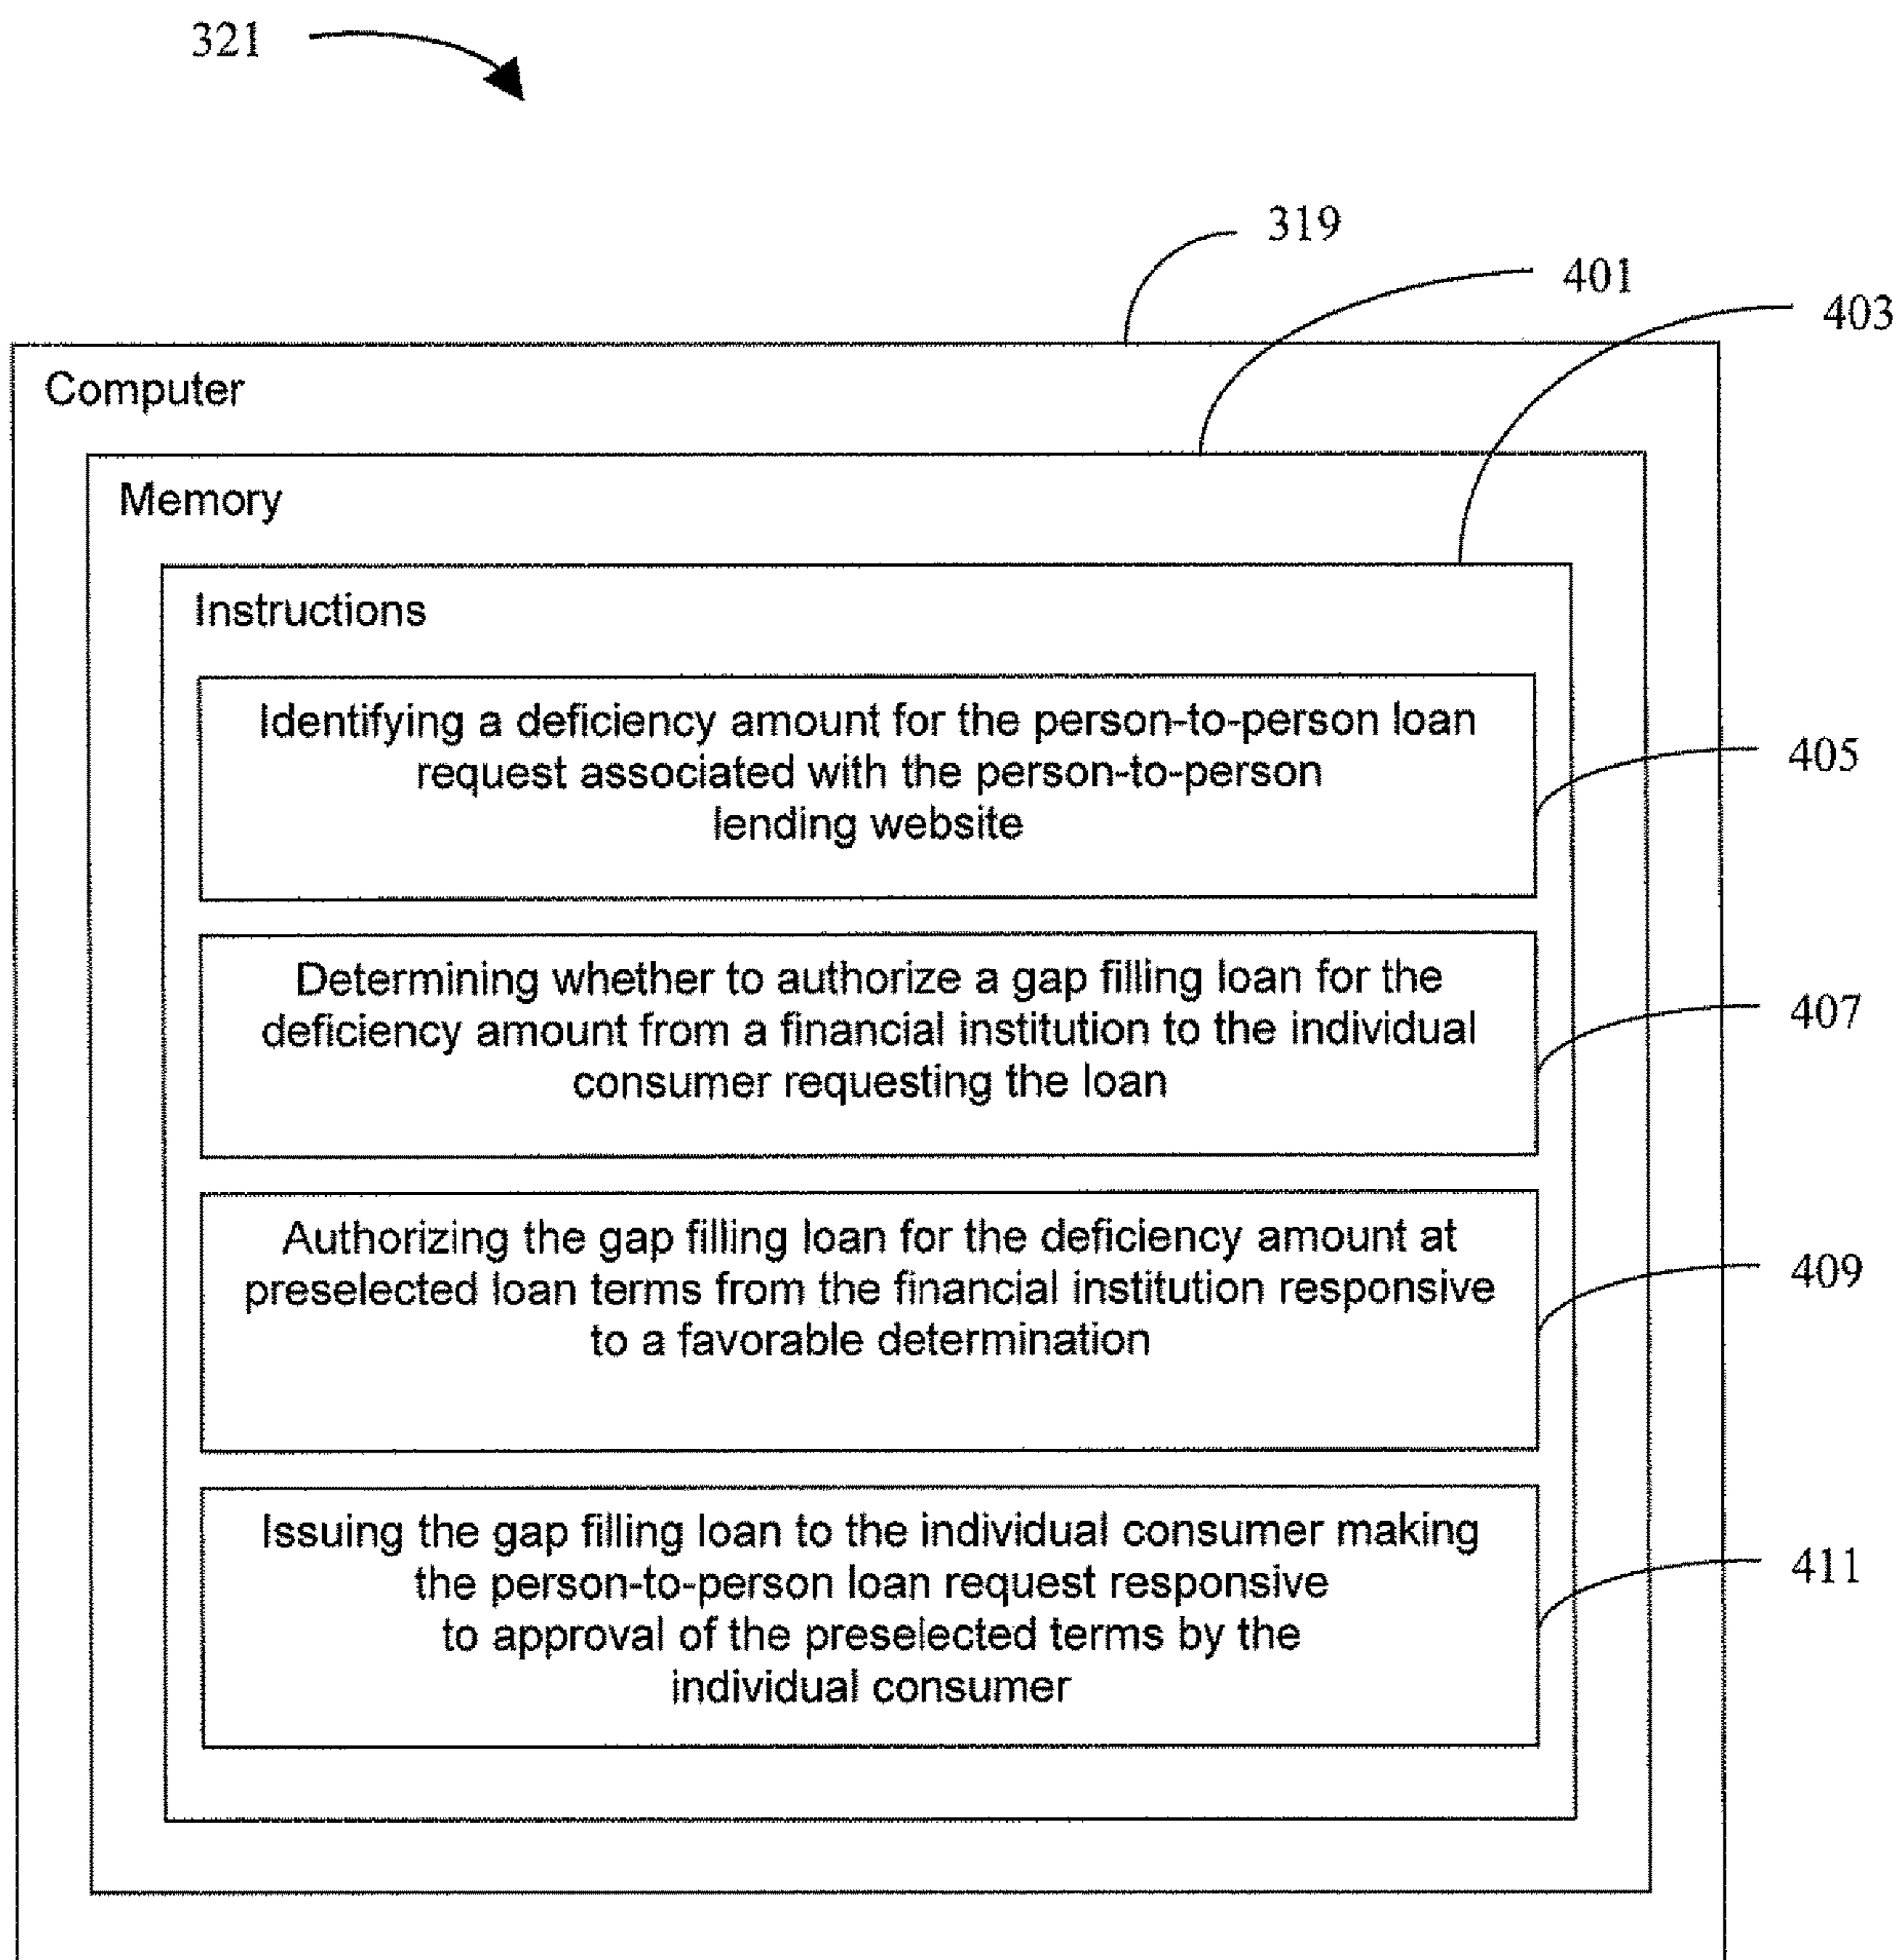 321
319
401
403
Computer
Memory
Instructions
Identifying a deficiency amount for the person-to-person loan
request associated with the person-to-person
lending website
405
Determining whether to authorize a gap filling loan for the
deficiency amount from a financial institution to the individual
consumer requesting the loan
407
Authorizing the gap filling loan for the deficiency amount at
preselected loan terms from the financial institution responsive
to a favorable determination
409
Issuing the gap filling loan to the individual consumer making
the person-to-person loan request responsive
to approval of the preselected terms by the
individual consumer
411